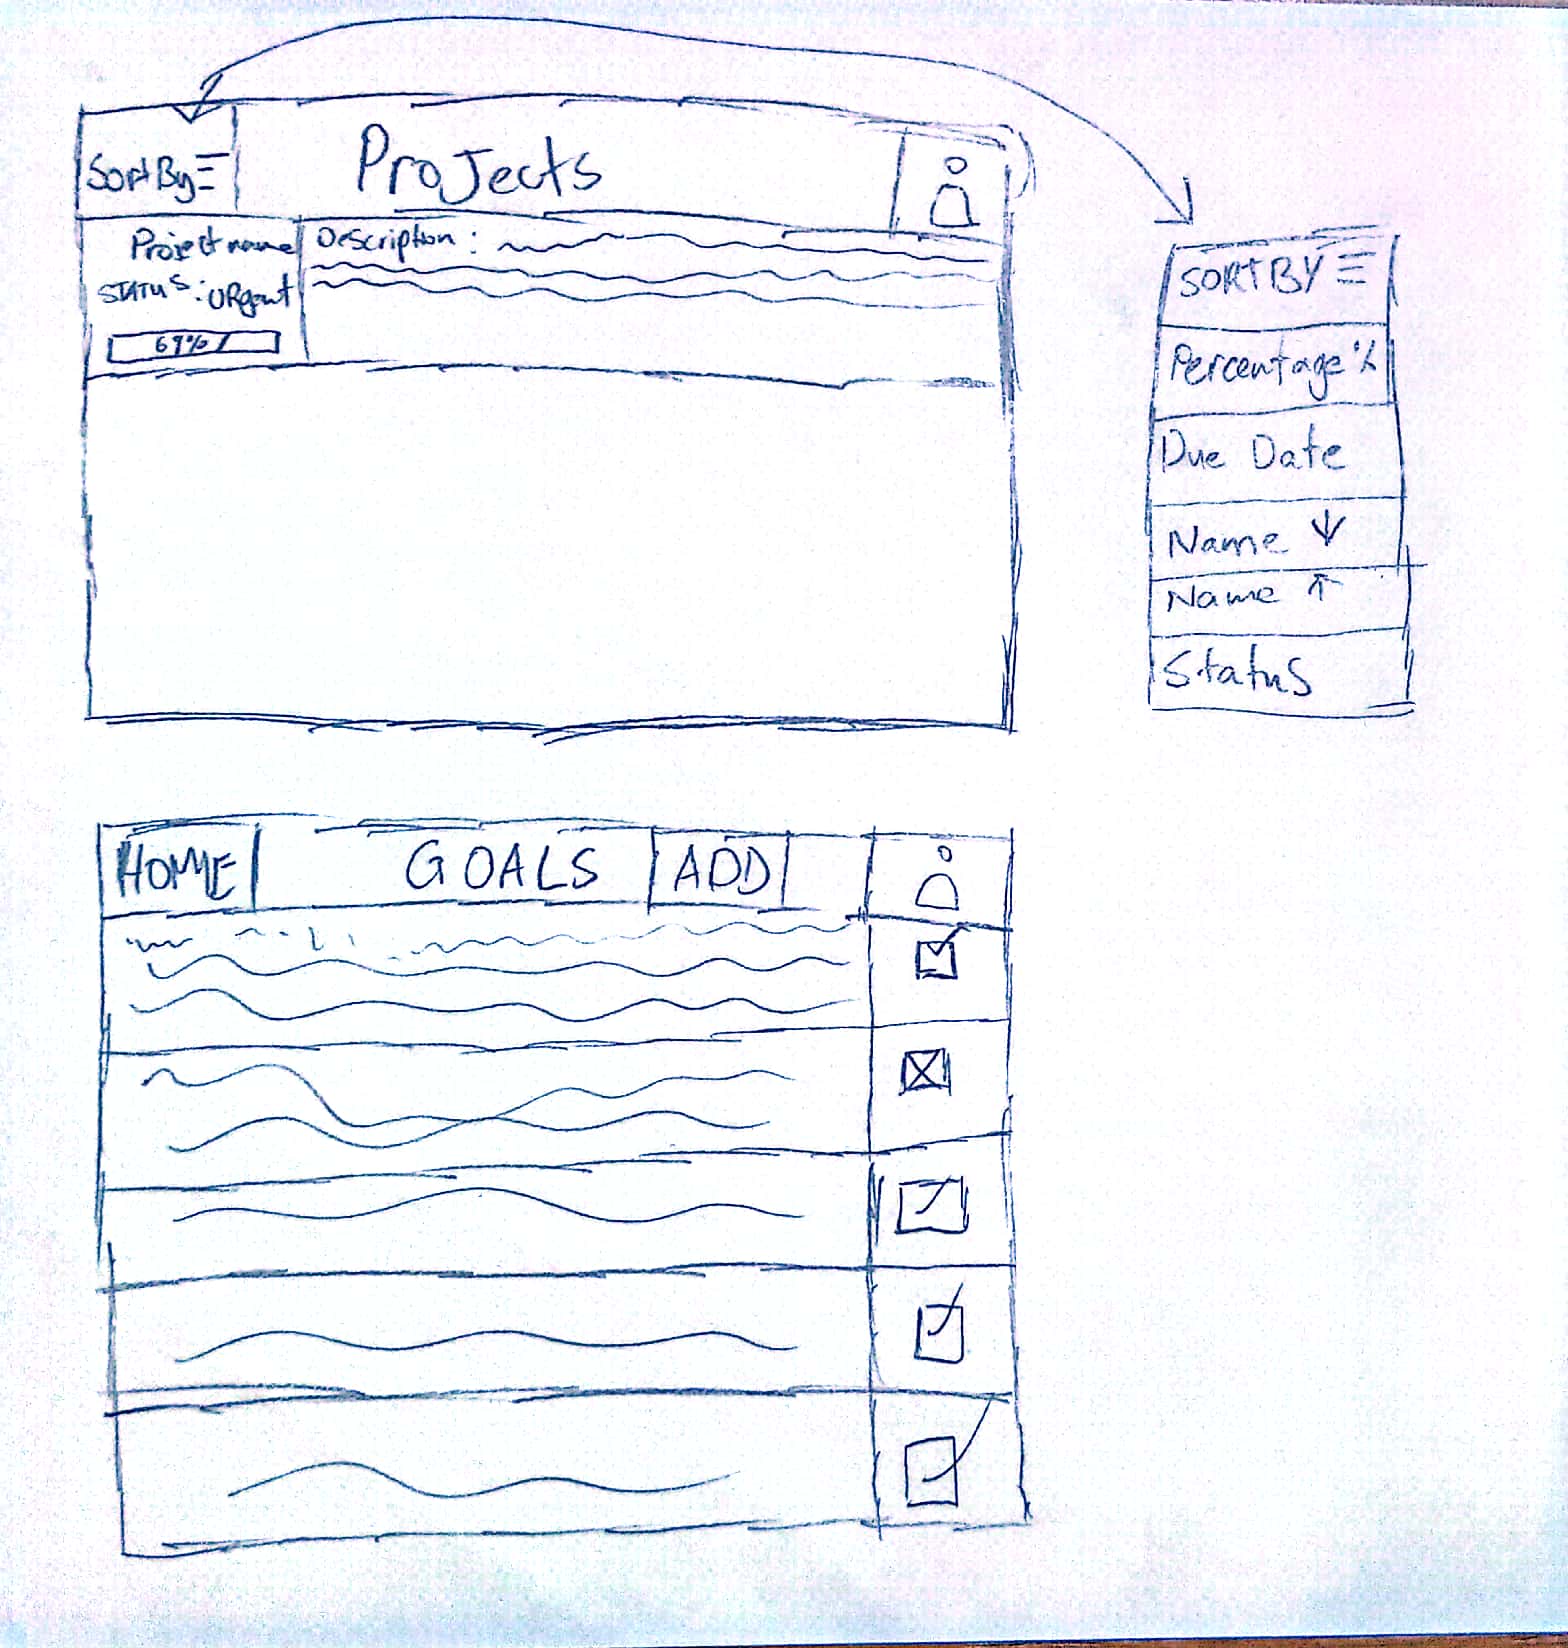 Sort By
Projects
Project name
STATUS: URgent
69%
Description:
SORT BY
Percentage %
Due Date
Name ↓
Name ↑
Status
HOME
GOALS
ADD